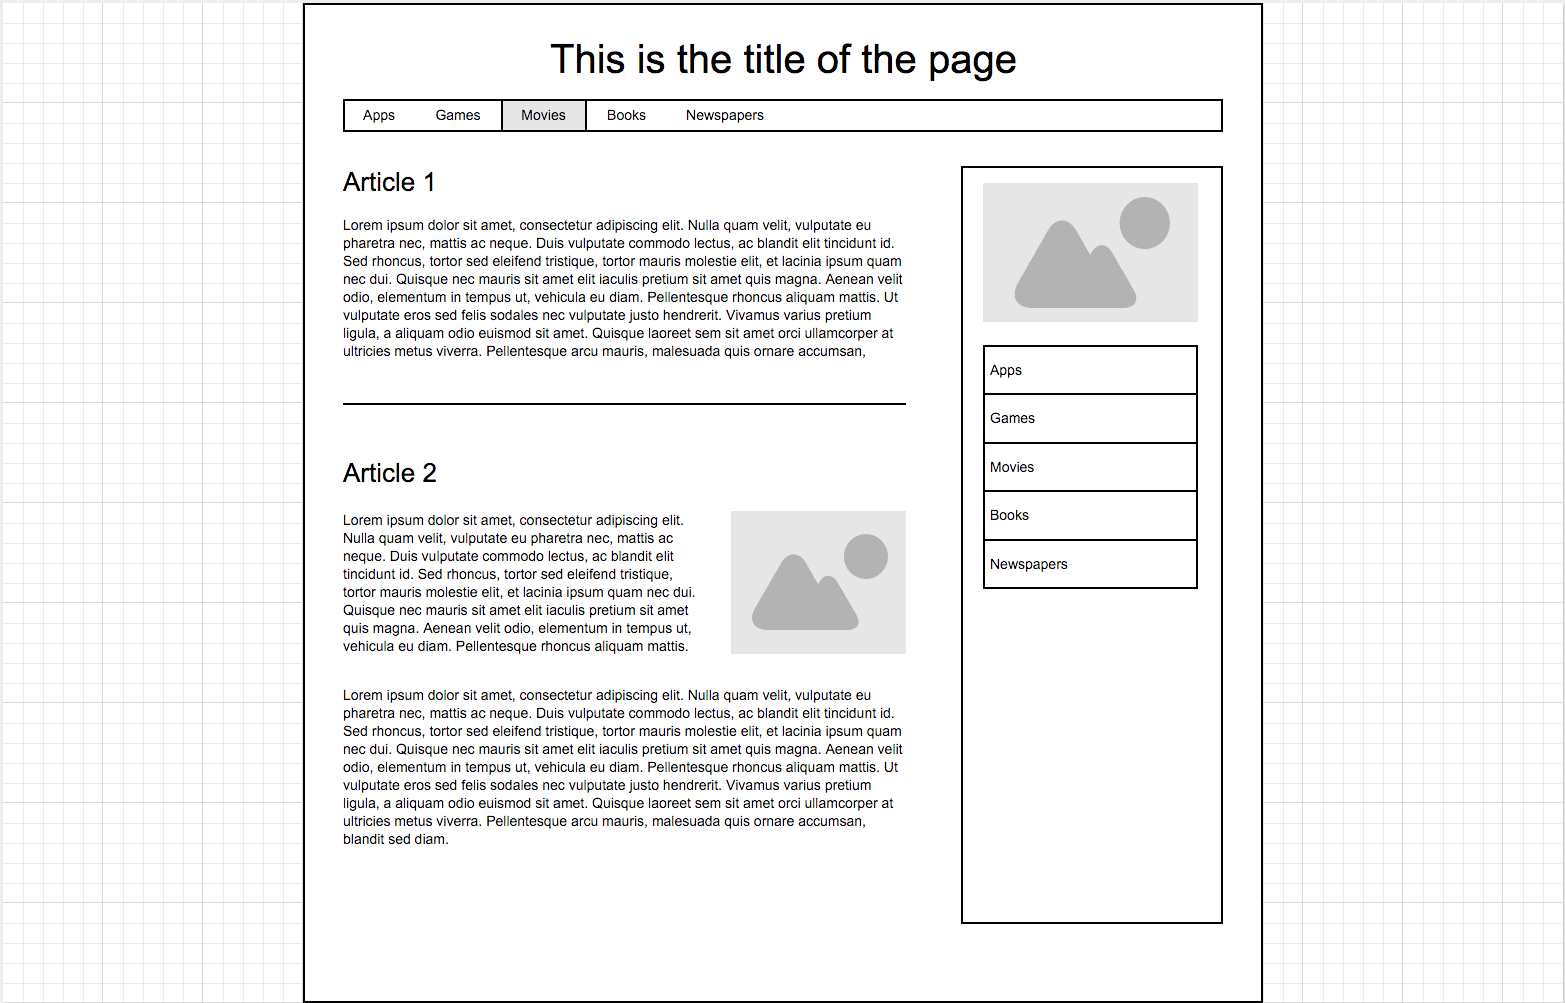 This is the title of the page
Apps Games Movies Books Newspapers
Article 1
Lorem ipsum dolor sit amet, consectetur adipiscing elit. Nulla quam velit, vulputate eu
pharetra nec, mattis ac neque. Duis vulputate commodo lectus, ac blandit elit tincidunt id.
Sed rhoncus, tortor sed eleifend tristique, tortor mauris molestie elit, et lacinia ipsum quam
nec dui. Quisque nec mauris sit amet elit iaculis pretium sit amet quis magna. Aenean velit
odio, elementum in tempus ut, vehicula eu diam. Pellentesque rhoncus aliquam mattis. Ut
vulputate eros sed felis sodales nec vulputate justo hendrerit. Vivamus varius pretium
ligula, a aliquam odio euismod sit amet. Quisque laoreet sem sit amet orci ullamcorper at
ultricies metus viverra. Pellentesque arcu mauris, malesuada quis ornare accumsan,
Article 2
Lorem ipsum dolor sit amet, consectetur adipiscing elit.
Nulla quam velit, vulputate eu pharetra nec, mattis ac
neque. Duis vulputate commodo lectus, ac blandit elit
tincidunt id. Sed rhoncus, tortor sed eleifend tristique,
tortor mauris molestie elit, et lacinia ipsum quam nec dui.
Quisque nec mauris sit amet elit iaculis pretium sit amet
quis magna. Aenean velit odio, elementum in tempus ut,
vehicula eu diam. Pellentesque rhoncus aliquam mattis.
Lorem ipsum dolor sit amet, consectetur adipiscing elit. Nulla quam velit, vulputate eu
pharetra nec, mattis ac neque. Duis vulputate commodo lectus, ac blandit elit tincidunt id.
Sed rhoncus, tortor sed eleifend tristique, tortor mauris molestie elit, et lacinia ipsum quam
nec dui. Quisque nec mauris sit amet elit iaculis pretium sit amet quis magna. Aenean velit
odio, elementum in tempus ut, vehicula eu diam. Pellentesque rhoncus aliquam mattis. Ut
vulputate eros sed felis sodales nec vulputate justo hendrerit. Vivamus varius pretium
ligula, a aliquam odio euismod sit amet. Quisque laoreet sem sit amet orci ullamcorper at
ultricies metus viverra. Pellentesque arcu mauris, malesuada quis ornare accumsan,
blandit sed diam.
Apps
Games
Movies
Books
Newspapers